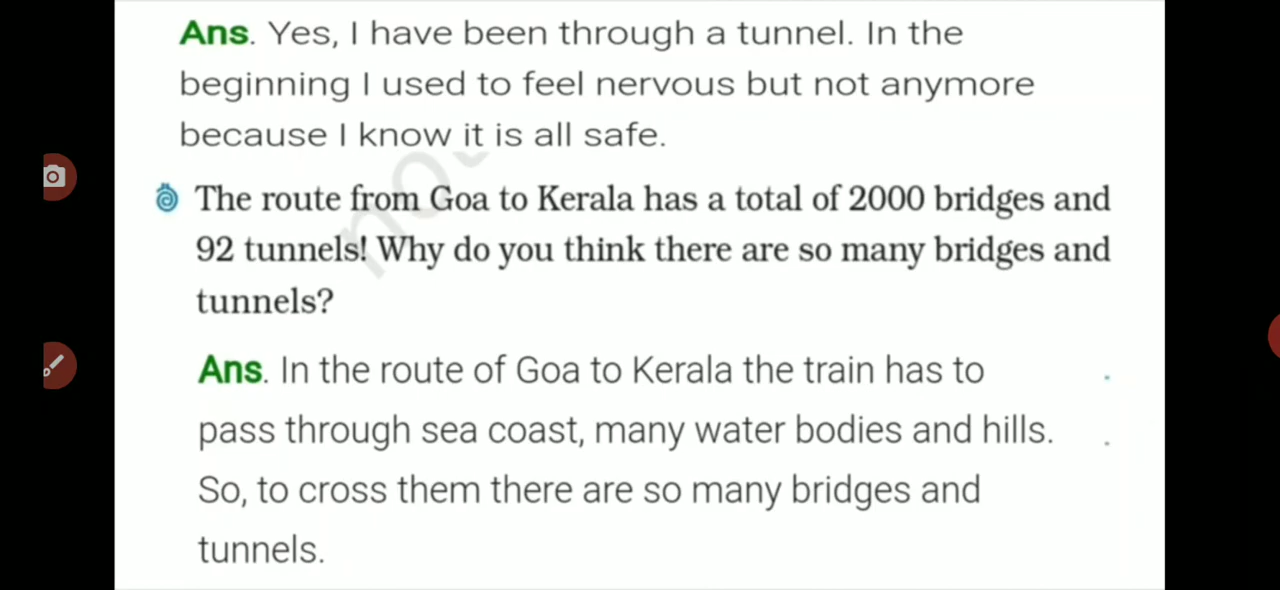 Ans. Yes, I have been through a tunnel. In the
beginning I used to feel nervous but not anymore
because I know it is all safe.
The route from Goa to Kerala has a total of 2000 bridges and
92 tunnels! Why do you think there are so many bridges and
tunnels?
Ans. In the route of Goa to Kerala the train has to
pass through sea coast, many water bodies and hills.
So, to cross them there are so many bridges and
tunnels.